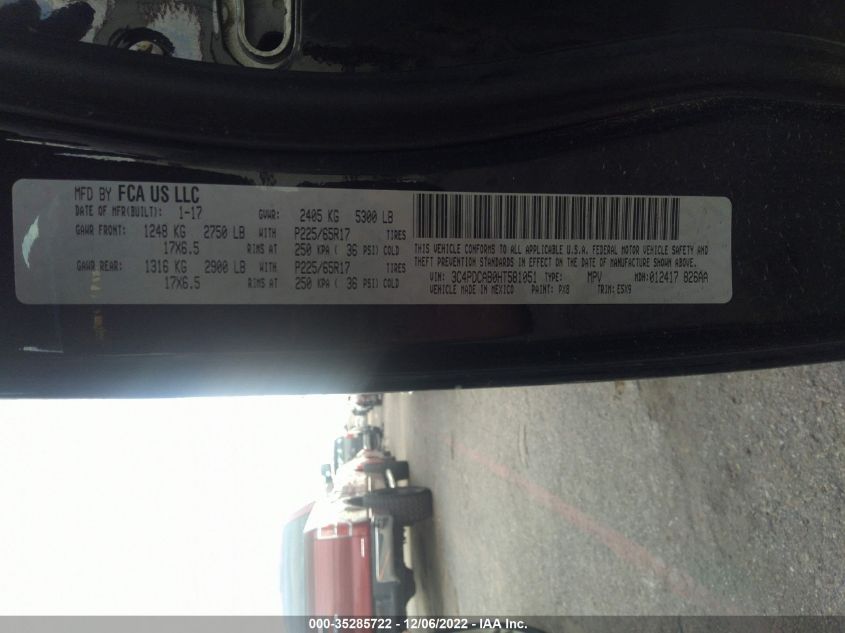 MFD BY FCA US LLC
DATE OF MFR(BUILT): 1-17 GVWR: 2405 KG 5300 LB
GAWR FRONT: 1248 KG 2750 LB WITH P225/65R17 TIRES
17X6.5 RIMS AT 250 KPA ( 36 PSI) COLD
GAWR REAR: 1316 KG 2900 LB WITH P225/65R17 TIRES
17X6.5 RIMS AT 250 KPA ( 36 PSI) COLD
THIS VEHICLE CONFORMS TO ALL APPLICABLE U.S.A. FEDERAL MOTOR VEHICLE SAFETY AND
THEFT PREVENTION STANDARDS IN EFFECT ON THE DATE OF MANUFACTURE SHOWN ABOVE.
VIN: 3C4PDCAB0HT581051 TYPE: MPV MDH: 012417 826AA
VEHICLE MADE IN MEXICO PAINT: PX8 TRIM: E5X9
000-35285722 - 12/06/2022 - IAA Inc.